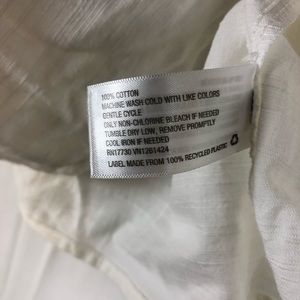 100% COTTON
MACHINE WASH COLD WITH LIKE COLORS
GENTLE CYCLE
ONLY NON-CHLORINE BLEACH IF NEEDED
TUMBLE DRY LOW, REMOVE PROMPTLY
COOL IRON IF NEEDED
RN17730 VN1261424
LABEL MADE FROM 100% RECYCLED PLASTIC